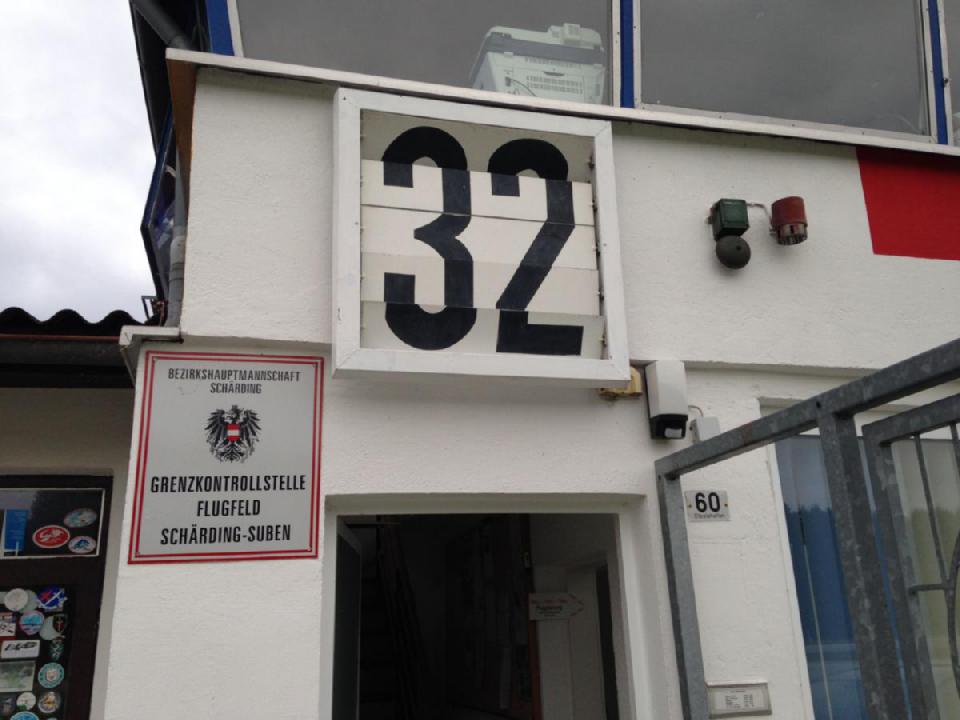 32
BEZIRKSHAUPTMANNSCHAFT
SCHÄRDING
GRENZKONTROLLSTELLE
FLUGFELD
SCHÄRDING-SUBEN
60